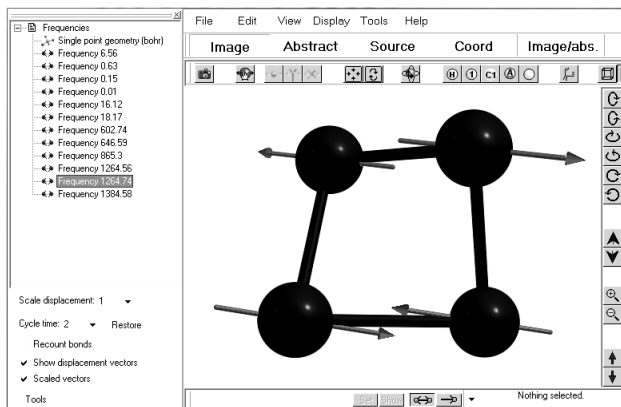 Frequencies
Single point geometry (bohr)
Frequency 6.56
Frequency 0.63
Frequency 0.15
Frequency 0.01
Frequency 16.12
Frequency 18.17
Frequency 602.74
Frequency 646.59
Frequency 865.3
Frequency 1264.56
Frequency 1264.74
Frequency 1384.58
Scale displacement: 1
Cycle time: 2 Restore
Recount bonds
Show displacement vectors
Scaled vectors
Tools
File Edit View Display Tools Help
Image Abstract Source Coord Image/abs.
H 1 C1 A
Set Show Nothing selected.